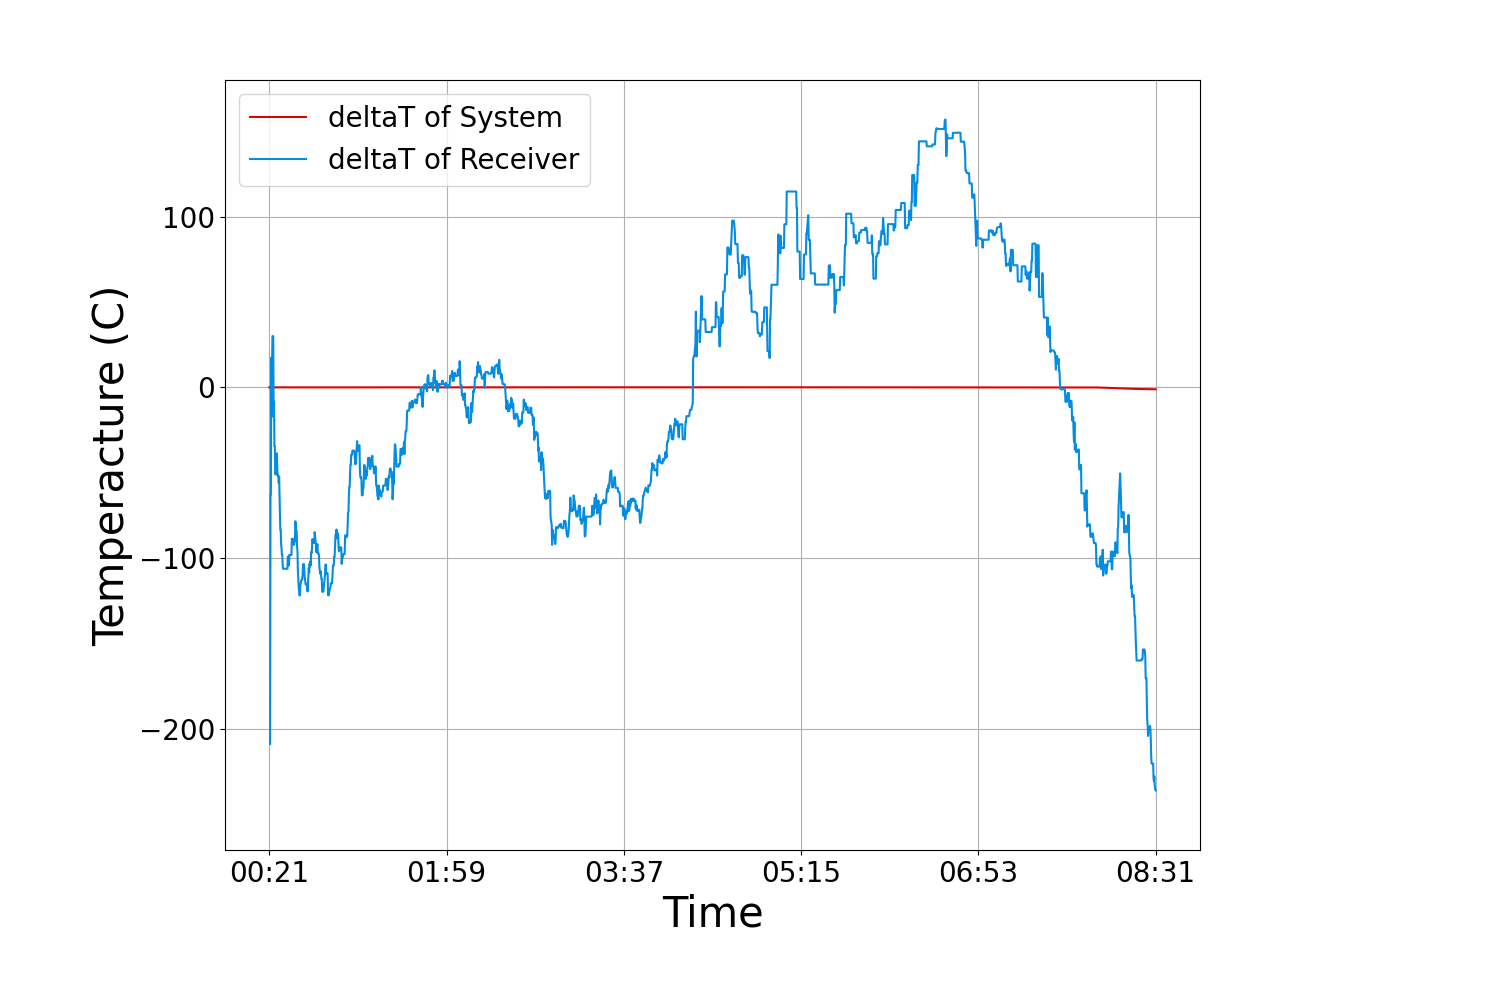 deltaT of System
deltaT of Receiver
Temperacture (C)
100
0
−100
−200
00:21 01:59 03:37 05:15 06:53 08:31
Time